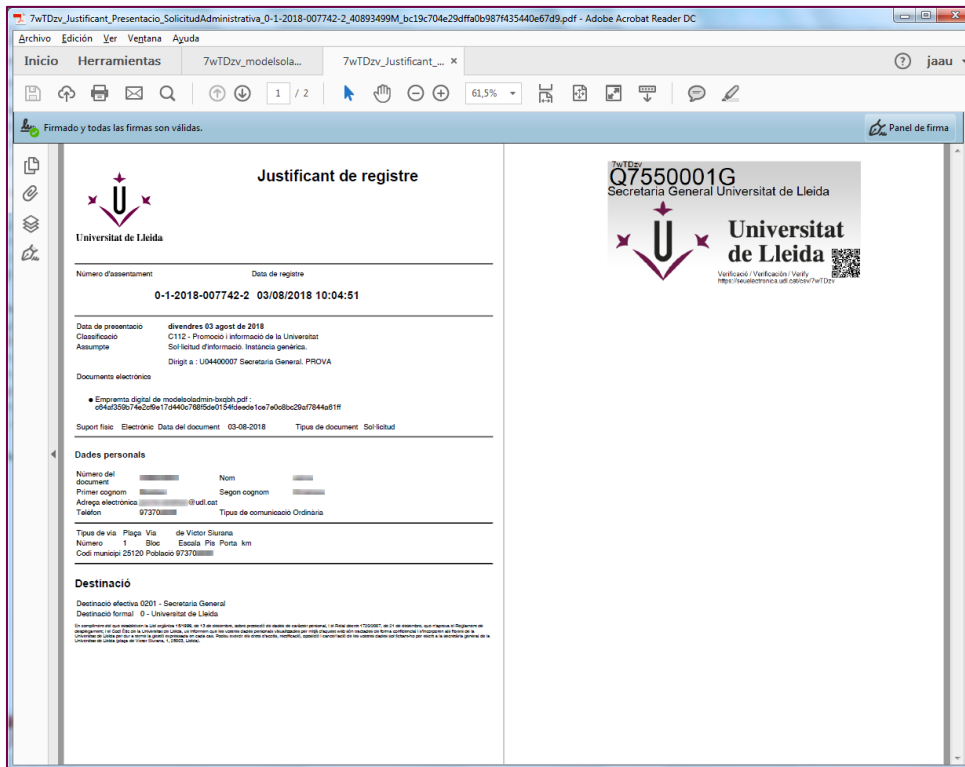 7wTDzv_Justificant_Presentacio_SolicitudAdministrativa_0-1-2018-007742-2_40893499M_bc19c704e29dffa0b987f435440e67d9.pdf - Adobe Acrobat Reader DC
Archivo Edición Ver Ventana Ayuda
Inicio Herramientas 7wTDzv_modelsola... 7wTDzv_Justificant_... × jaau
1 / 2 61,5%
Firmado y todas las firmas son válidas. Panel de firma
Justificant de registre
Universitat de Lleida
Número d'assentament Data de registre
0-1-2018-007742-2 03/08/2018 10:04:51
Data de presentació divendres 03 agost de 2018
Classificació C112 - Promoció i informació de la Universitat
Assumpte Sol·licitud d'informació. Instància genèrica.
Dirigit a : U04400007 Secretaria General. PROVA
Documents electrònics
● Empremta digital de modelsoladmin-bxqbh.pdf :
c64af359b74e2cf9e17d440c768f5de0154fdeede1ce7e0c8bc29af7844a61ff
Suport físic Electrònic Data del document 03-08-2018 Tipus de document Sol·licitud
Dades personals
Número del document Nom
Primer cognom Segon cognom
Adreça electrònica @udl.cat
Telèfon 97370 Tipus de comunicació Ordinària
Tipus de via Plaça Via de Víctor Siurana
Número 1 Bloc Escala Pis Porta km
Codi municipi 25120 Població 97370
Destinació
Destinació efectiva 0201 - Secretaria General
Destinació formal 0 - Universitat de Lleida
7wTDzv
Q7550001G
Secretaria General Universitat de Lleida
Universitat
de Lleida
Verificació / Verificación / Verify
https://seuelectronica.udl.cat/csv/7wTDzv